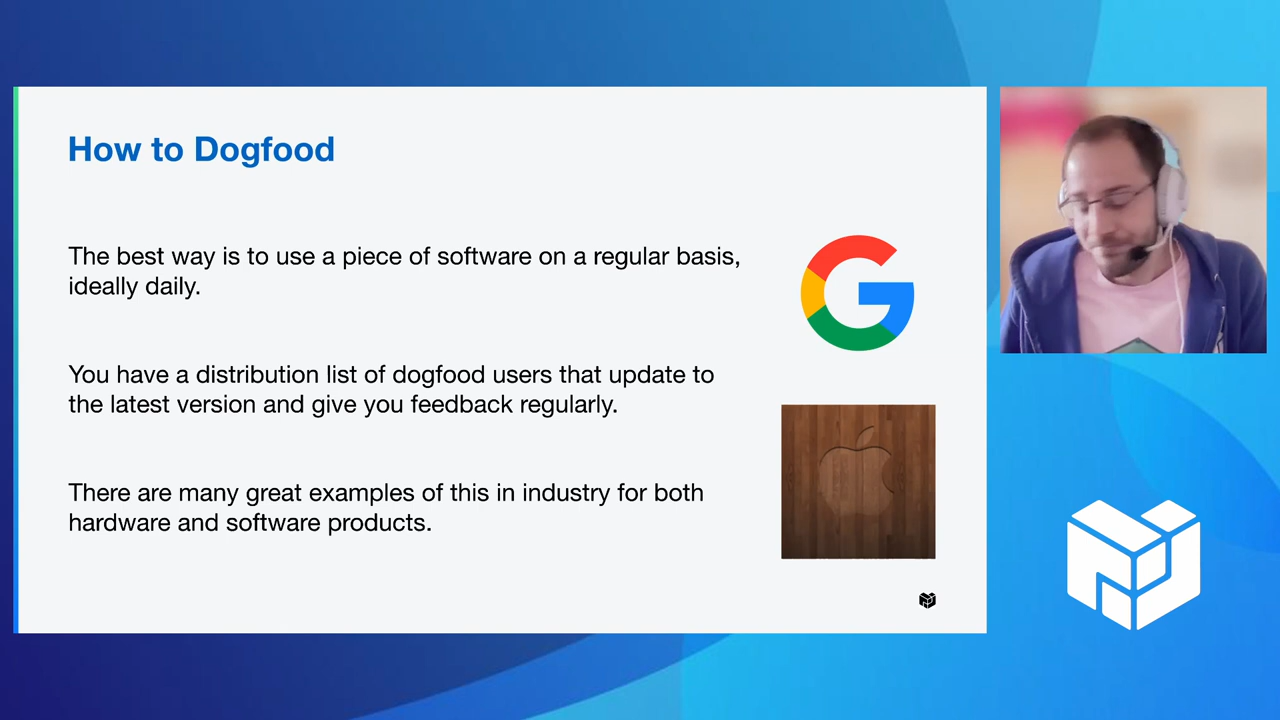 How to Dogfood
The best way is to use a piece of software on a regular basis,
ideally daily.
You have a distribution list of dogfood users that update to
the latest version and give you feedback regularly.
There are many great examples of this in industry for both
hardware and software products.